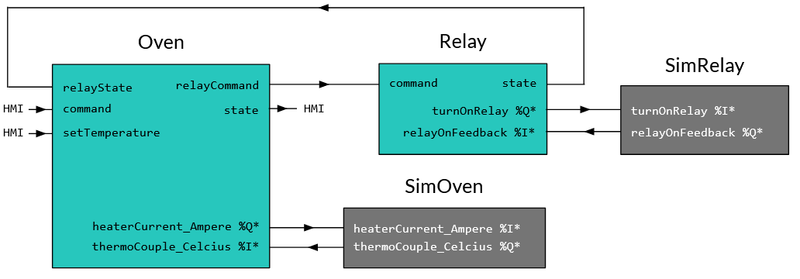 Oven
Relay
SimRelay
relayState
relayCommand
HMI
command
state
HMI
HMI
setTemperature
command
state
turnOnRelay %Q*
relayOnFeedback %I*
turnOnRelay %I*
relayOnFeedback %Q*
SimOven
heaterCurrent_Ampere %Q*
thermoCouple_Celcius %I*
heaterCurrent_Ampere %I*
thermoCouple_Celcius %Q*